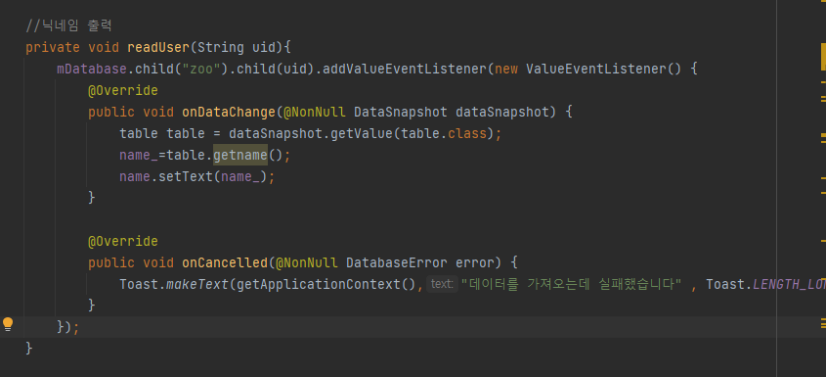 //닉네임 출력
private void readUser(String uid){
mDatabase.child("zoo").child(uid).addValueEventListener(new ValueEventListener() {
@Override
public void onDataChange(@NonNull DataSnapshot dataSnapshot) {
table table = dataSnapshot.getValue(table.class);
name_=table.getname();
name.setText(name_);
}
@Override
public void onCancelled(@NonNull DatabaseError error) {
Toast.makeText(getApplicationContext(), text: "데이터를 가져오는데 실패했습니다" , Toast.LENGTH_LO
}
});
}